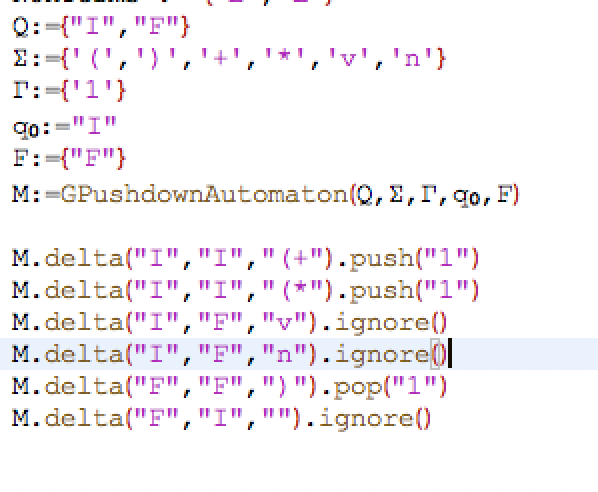 Q:={"I","F"}
Σ:={'(',')','+','*','v','n'}
Γ:={'1'}
q₀:="I"
F:={"F"}
M:=GPushdownAutomaton(Q,Σ,Γ,q₀,F)
M.delta("I","I","(+").push("1")
M.delta("I","I","(*").push("1")
M.delta("I","F","v").ignore()
M.delta("I","F","n").ignore()
M.delta("F","F",")").pop("1")
M.delta("F","I","").ignore()